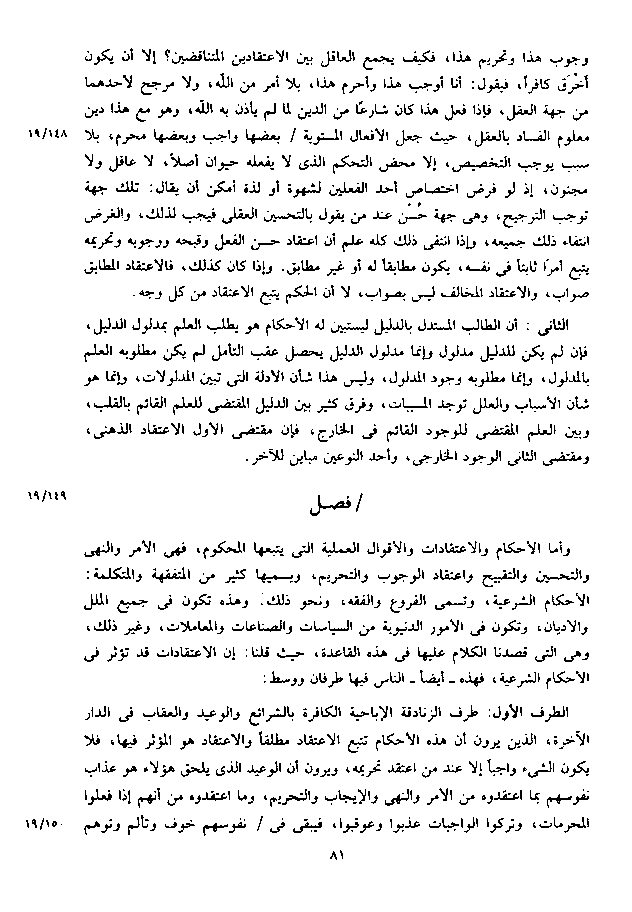 وجوب هذا وتحريم هذا، فكيف يجمع العاقل بين الاعتقادين المتناقضين؟ إلا أن يكون
أخْرَق كافراً، فيقول: أنا أوجب هذا وأحرم هذا، بلا أمر من الله، ولا مرجح لأحدهما
من جهة العقل، فإذا فعل هذا كان شارعًا من الدين لما لم يأذن به الله، وهو مع هذا دين
معلوم الفساد بالعقل، حيث جعل الأفعال المستوية / بعضها واجب وبعضها محرم، بلا ١٩/١٤٨
سبب يوجب التخصيص، إلا محض التحكم الذى لا يفعله حيوان أصلاً، لا عاقل ولا
مجنون، إذ لو فرض اختصاص أحد الفعلين لشهوة أو لذة أمكن أن يقال: تلك جهة
توجب الترجيح، وهى جهة حُسْن عند من يقول بالتحسين العقلى فيجب لذلك، والغرض
انتفاء ذلك جميعه، وإذا انتفى ذلك كله علم أن اعتقاد حسن الفعل وقبحه ووجوبه وتحريمه
يتبع أمرًا ثابتاً فى نفسه، يكون مطابقاً له أو غير مطابق. وإذا كان كذلك، فالاعتقاد المطابق
صواب، والاعتقاد المخالف ليس بصواب، لا أن الحكم يتبع الاعتقاد من كل وجه.
الثانى : أن الطالب المستدل بالدليل ليستبين له الأحكام هو يطلب العلم بمدلول الدليل،
فإن لم يكن للدليل مدلول وإنما مدلول الدليل يحصل عقب التأمل لم يكن مطلوبه العلم
بالمدلول، وإنما مطلوبه وجود المدلول، وليس هذا شأن الأدلة التى تبين المدلولات، وإنما هو
شأن الأسباب والعلل توجد المسببات، وفرق كثير بين الدليل المقتضى للعلم القائم بالقلب،
وبين العلم المقتضى للوجود القائم فى الخارج، فإن مقتضى الأول الاعتقاد الذهنى،
ومقتضى الثانى الوجود الخارجى، وأحد النوعين مباين للآخر.
/ فصـل ١٩/١٤٩
وأما الأحكام والاعتقادات والأقوال العملية التى يتبعها المحكوم، فهى الأمر والنهى
والتحسين والتقبيح واعتقاد الوجوب والتحريم، ويسميها كثير من المتفقهة والمتكلمة:
الأحكام الشرعية، وتسمى الفروع والفقه، ونحو ذلك. وهذه تكون فى جميع الملل
والأديان، وتكون فى الأمور الدنيوية من السياسات والصناعات والمعاملات، وغير ذلك،
وهى التى قصدنا الكلام عليها فى هذه القاعدة، حيث قلنا: إن الاعتقادات قد تؤثر فى
الأحكام الشرعية، فهذه ـ أيضاً ـ الناس فيها طرفان ووسط:
الطرف الأول: طرف الزنادقة الإباحية الكافرة بالشرائع والوعيد والعقاب فى الدار
الآخرة، الذين يرون أن هذه الأحكام تتبع الاعتقاد مطلقاً والاعتقاد هو المؤثر فيها، فلا
يكون الشىء واجباً إلا عند من اعتقد تحريمه، ويرون أن الوعيد الذى يلحق هؤلاء هو عذاب
نفوسهم بما اعتقدوه من الأمر والنهى والإيجاب والتحريم، وما اعتقدوه من أنهم إذا فعلوا
المحرمات، وتركوا الواجبات عذبوا وعوقبوا، فيبقى فى / نفوسهم خوف وتألم وتوهم ١٩/١٥٠
٨١